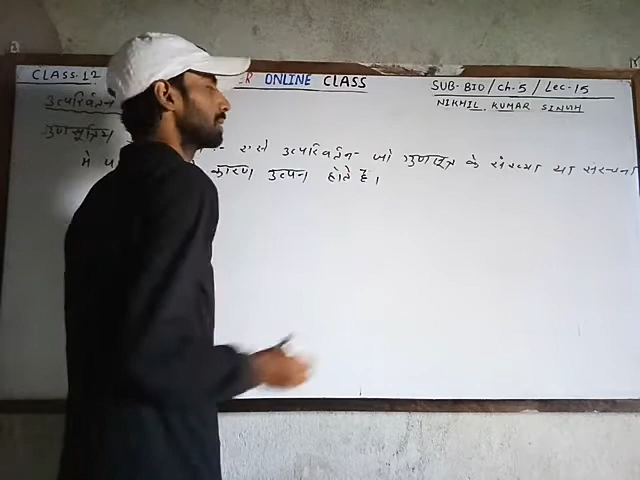 CLASS-12 R ONLINE CLASS SUB-BIO/Ch-5/Lec-15
NIKHIL KUMAR SINGH
उत्परिवर्तन
गुणसूत्रिय :- एसे उत्परिवर्तन जो गुणसूत्र के संख्या या संरचना
मे प कारण उत्पन होते है।